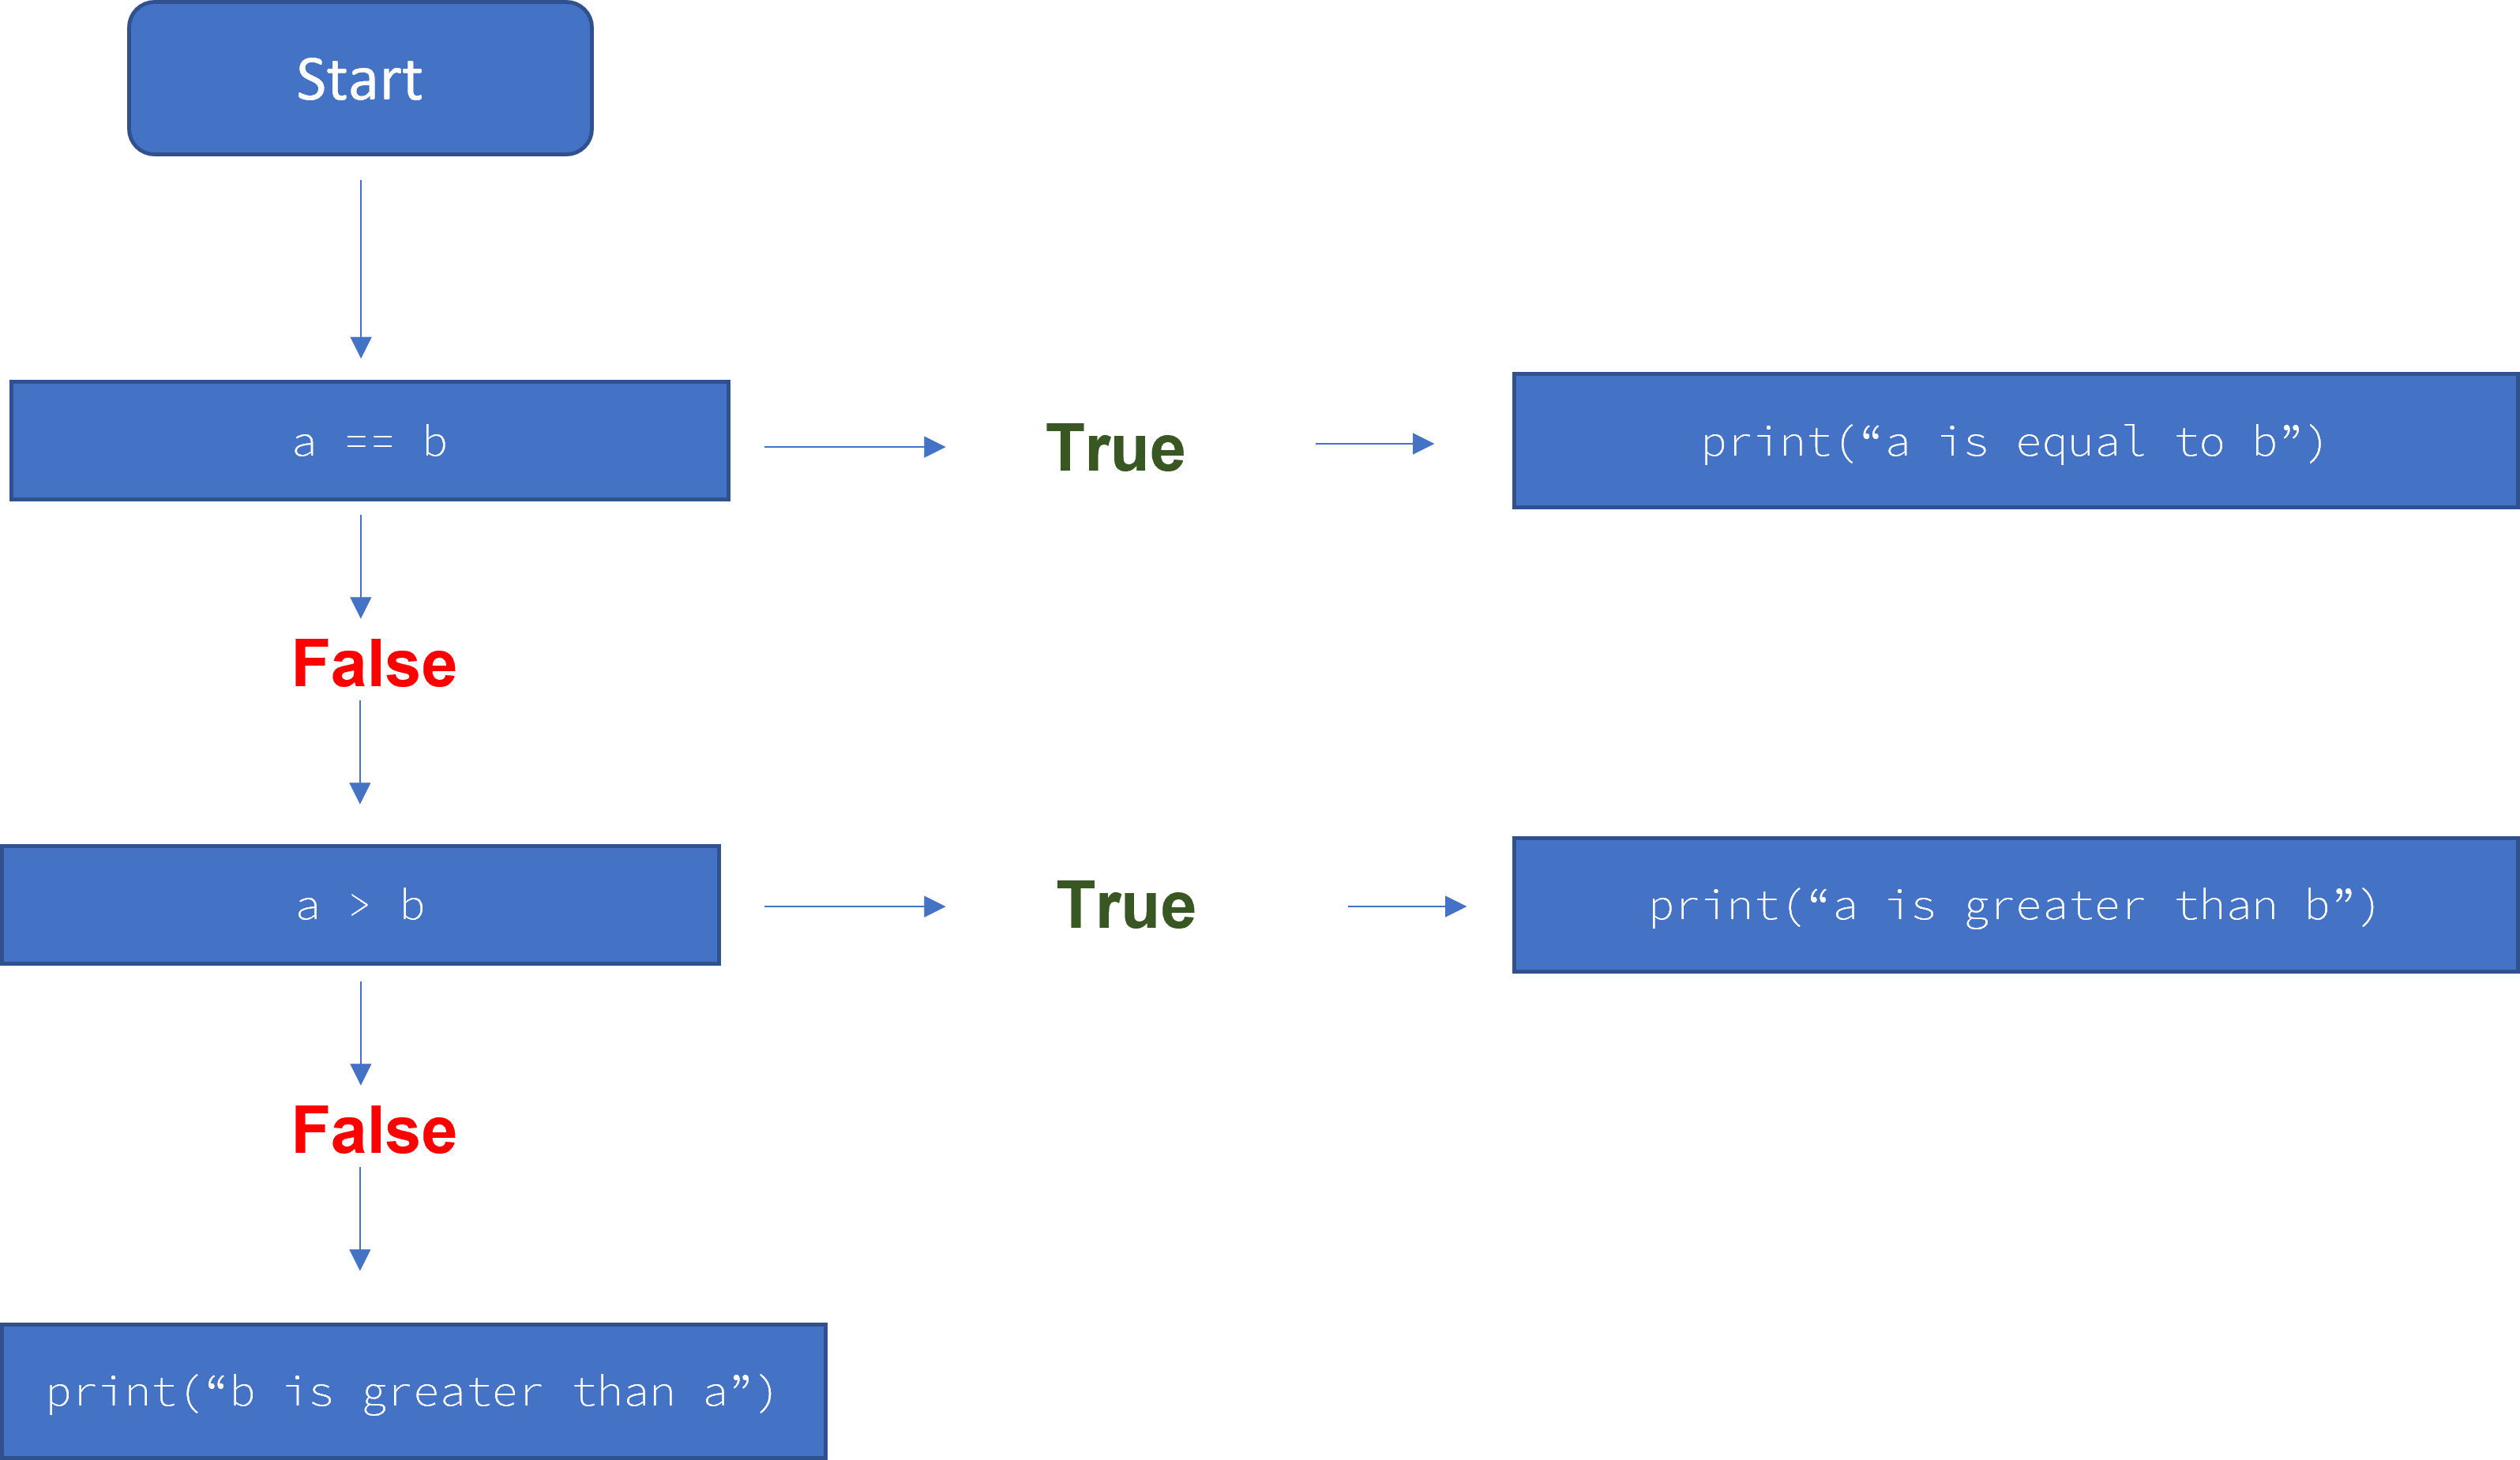 Start
a == b
True
print(“a is equal to b”)
False
a > b
True
print(“a is greater than b”)
False
print(“b is greater than a”)